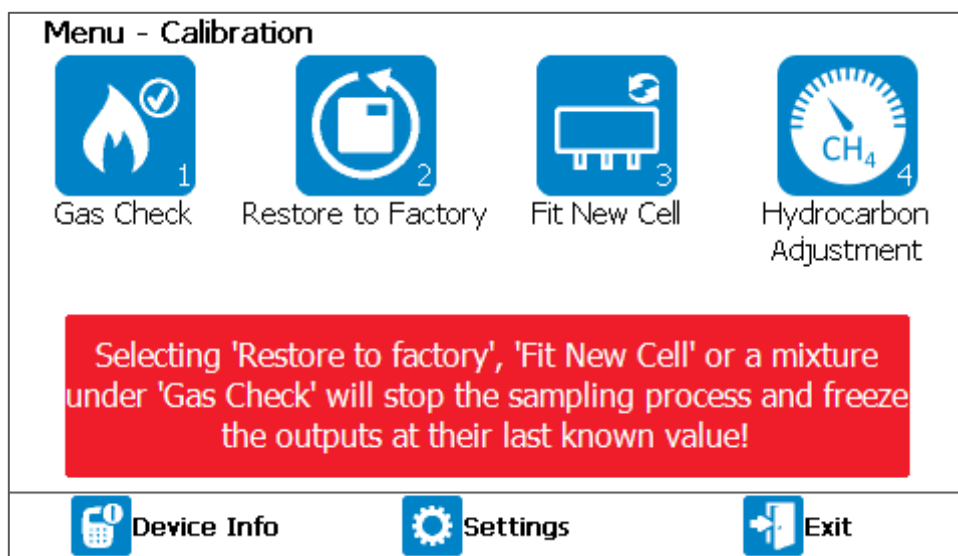 Menu - Calibration
1
2
3
CH₄
4
Gas Check
Restore to Factory
Fit New Cell
Hydrocarbon
Adjustment
Selecting 'Restore to factory', 'Fit New Cell' or a mixture
under 'Gas Check' will stop the sampling process and freeze
the outputs at their last known value!
Device Info
Settings
Exit